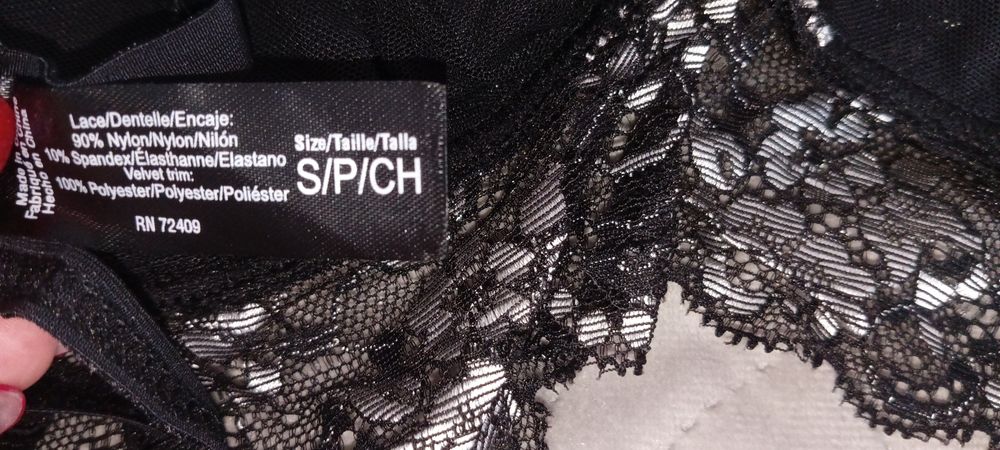 Lace/Dentelle/Encaje:
90% Nylon/Nylon/Nilón
10% Spandex/Élasthanne/Elastano
Velvet trim:
100% Polyester/Polyester/Poliéster
RN 72409
Size/Taille/Talla
S/P/CH
Made in China
Fabriqué en Chine
Hecho en China